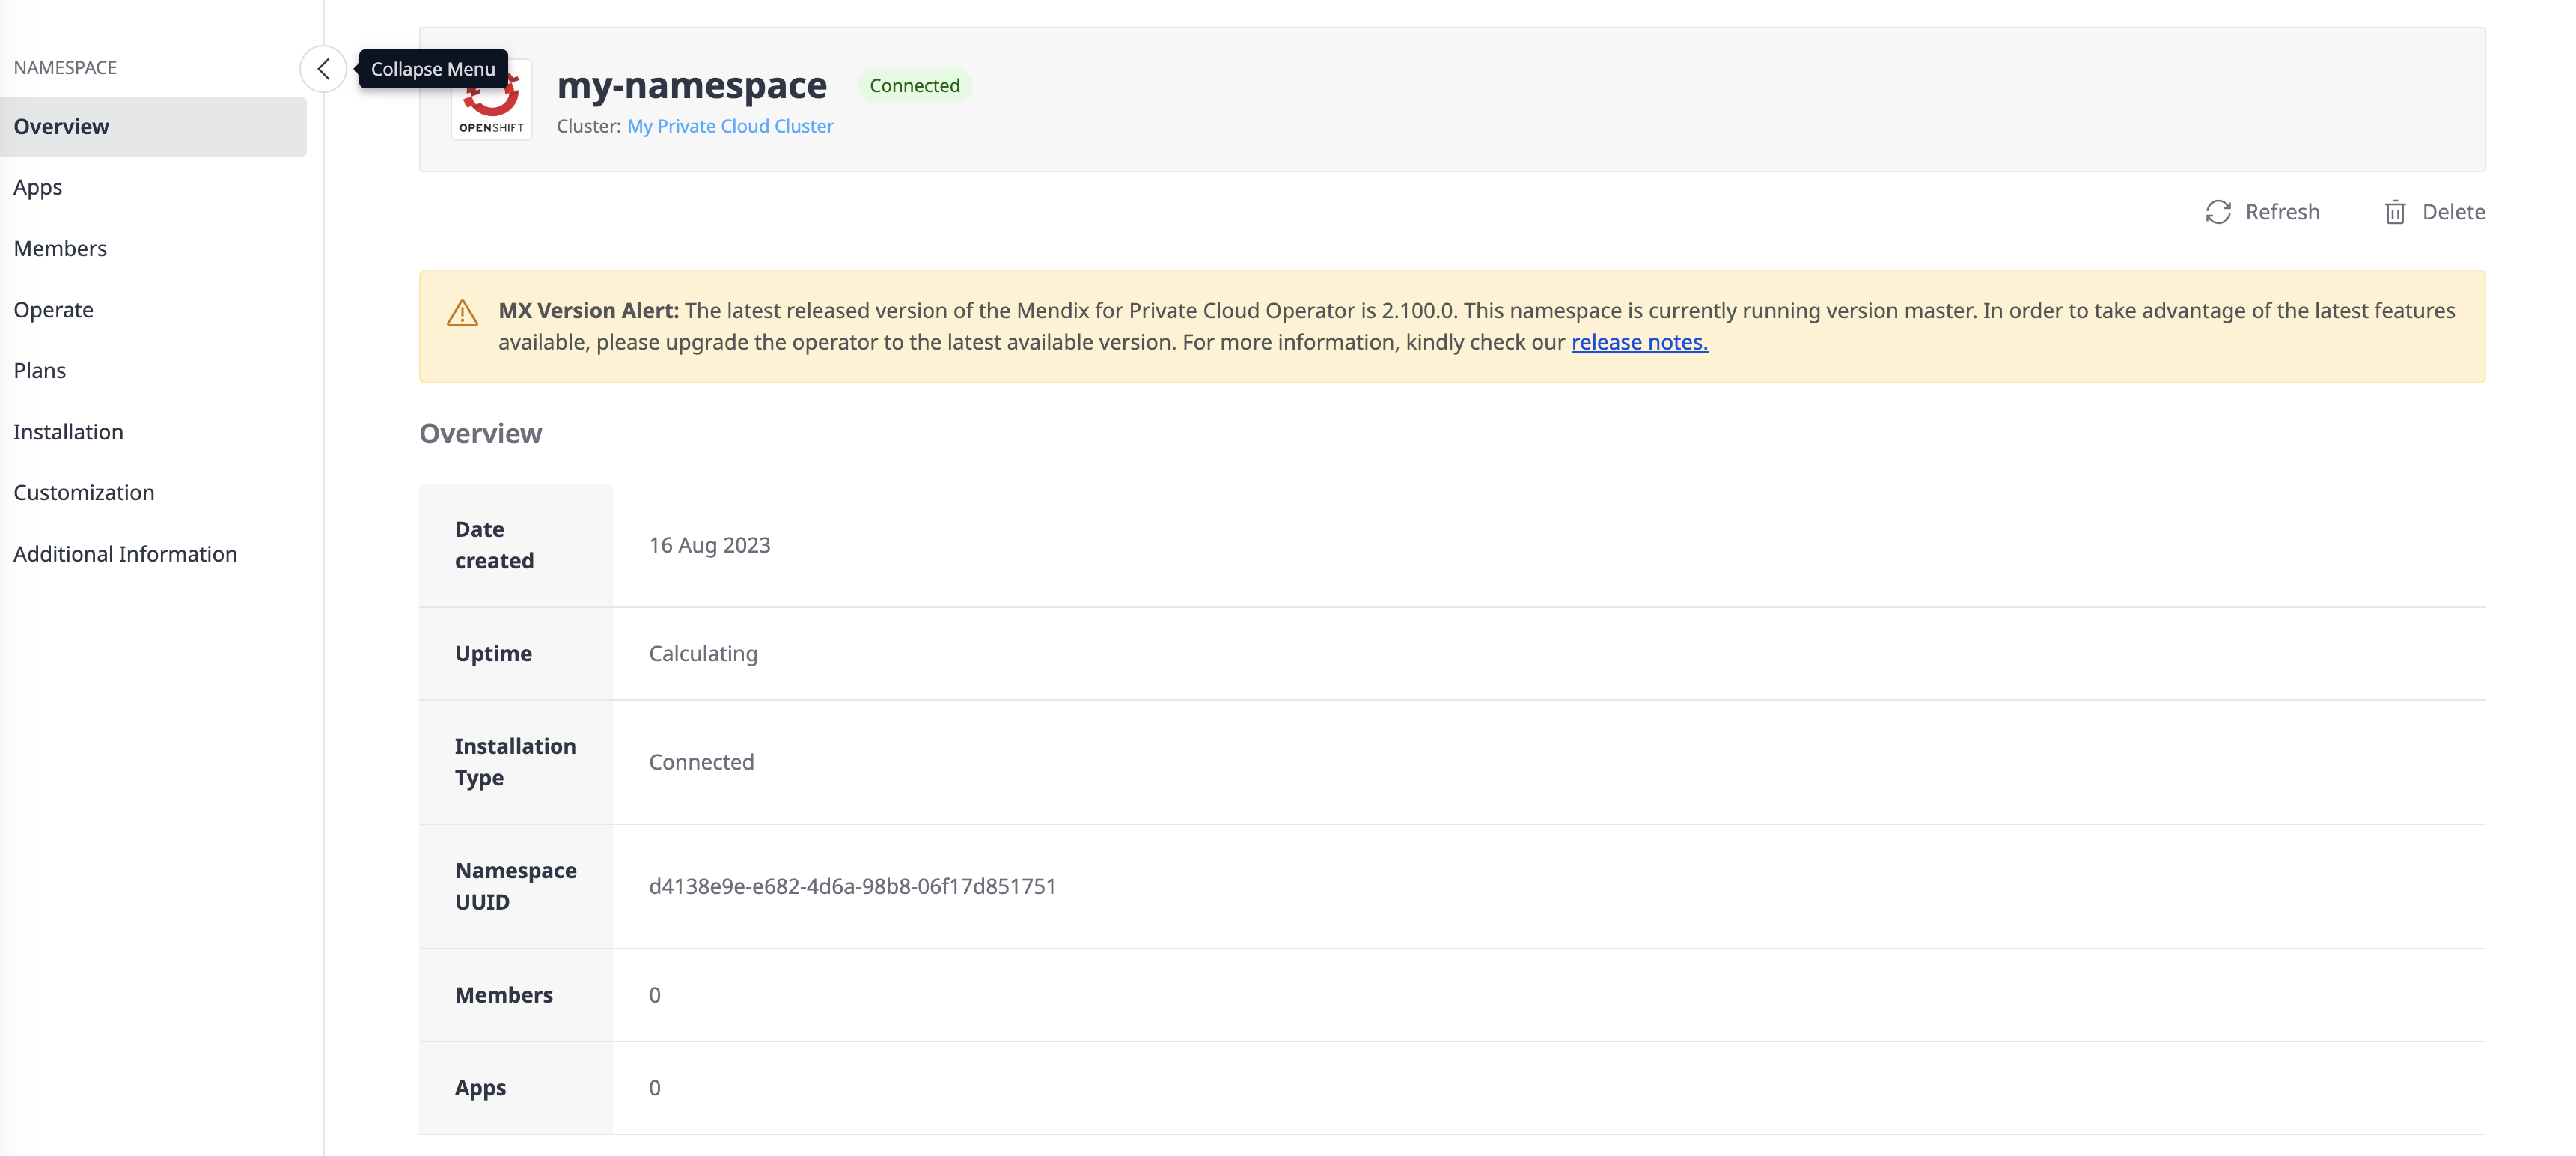 NAMESPACE
Overview
Apps
Members
Operate
Plans
Installation
Customization
Additional Information
Collapse Menu
OPENSHIFT
my-namespace
Connected
Cluster: My Private Cloud Cluster
Refresh
Delete
MX Version Alert: The latest released version of the Mendix for Private Cloud Operator is 2.100.0. This namespace is currently running version master. In order to take advantage of the latest features
available, please upgrade the operator to the latest available version. For more information, kindly check our release notes.
Overview
Date
created
16 Aug 2023
Uptime
Calculating
Installation
Type
Connected
Namespace
UUID
d4138e9e-e682-4d6a-98b8-06f17d851751
Members
0
Apps
0